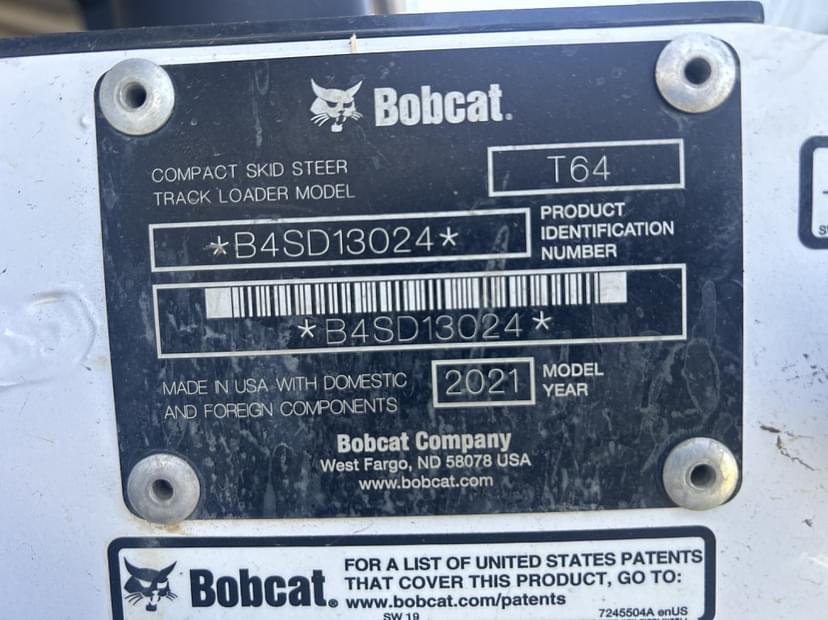 Bobcat.
COMPACT SKID STEER
TRACK LOADER MODEL
T64
*B4SD13024*
PRODUCT
IDENTIFICATION
NUMBER
*B4SD13024*
MADE IN USA WITH DOMESTIC
AND FOREIGN COMPONENTS
2021
MODEL
YEAR
Bobcat Company
West Fargo, ND 58078 USA
www.bobcat.com
Bobcat®
FOR A LIST OF UNITED STATES PATENTS
THAT COVER THIS PRODUCT, GO TO:
www.bobcat.com/patents
SW 19
7245504A enUS